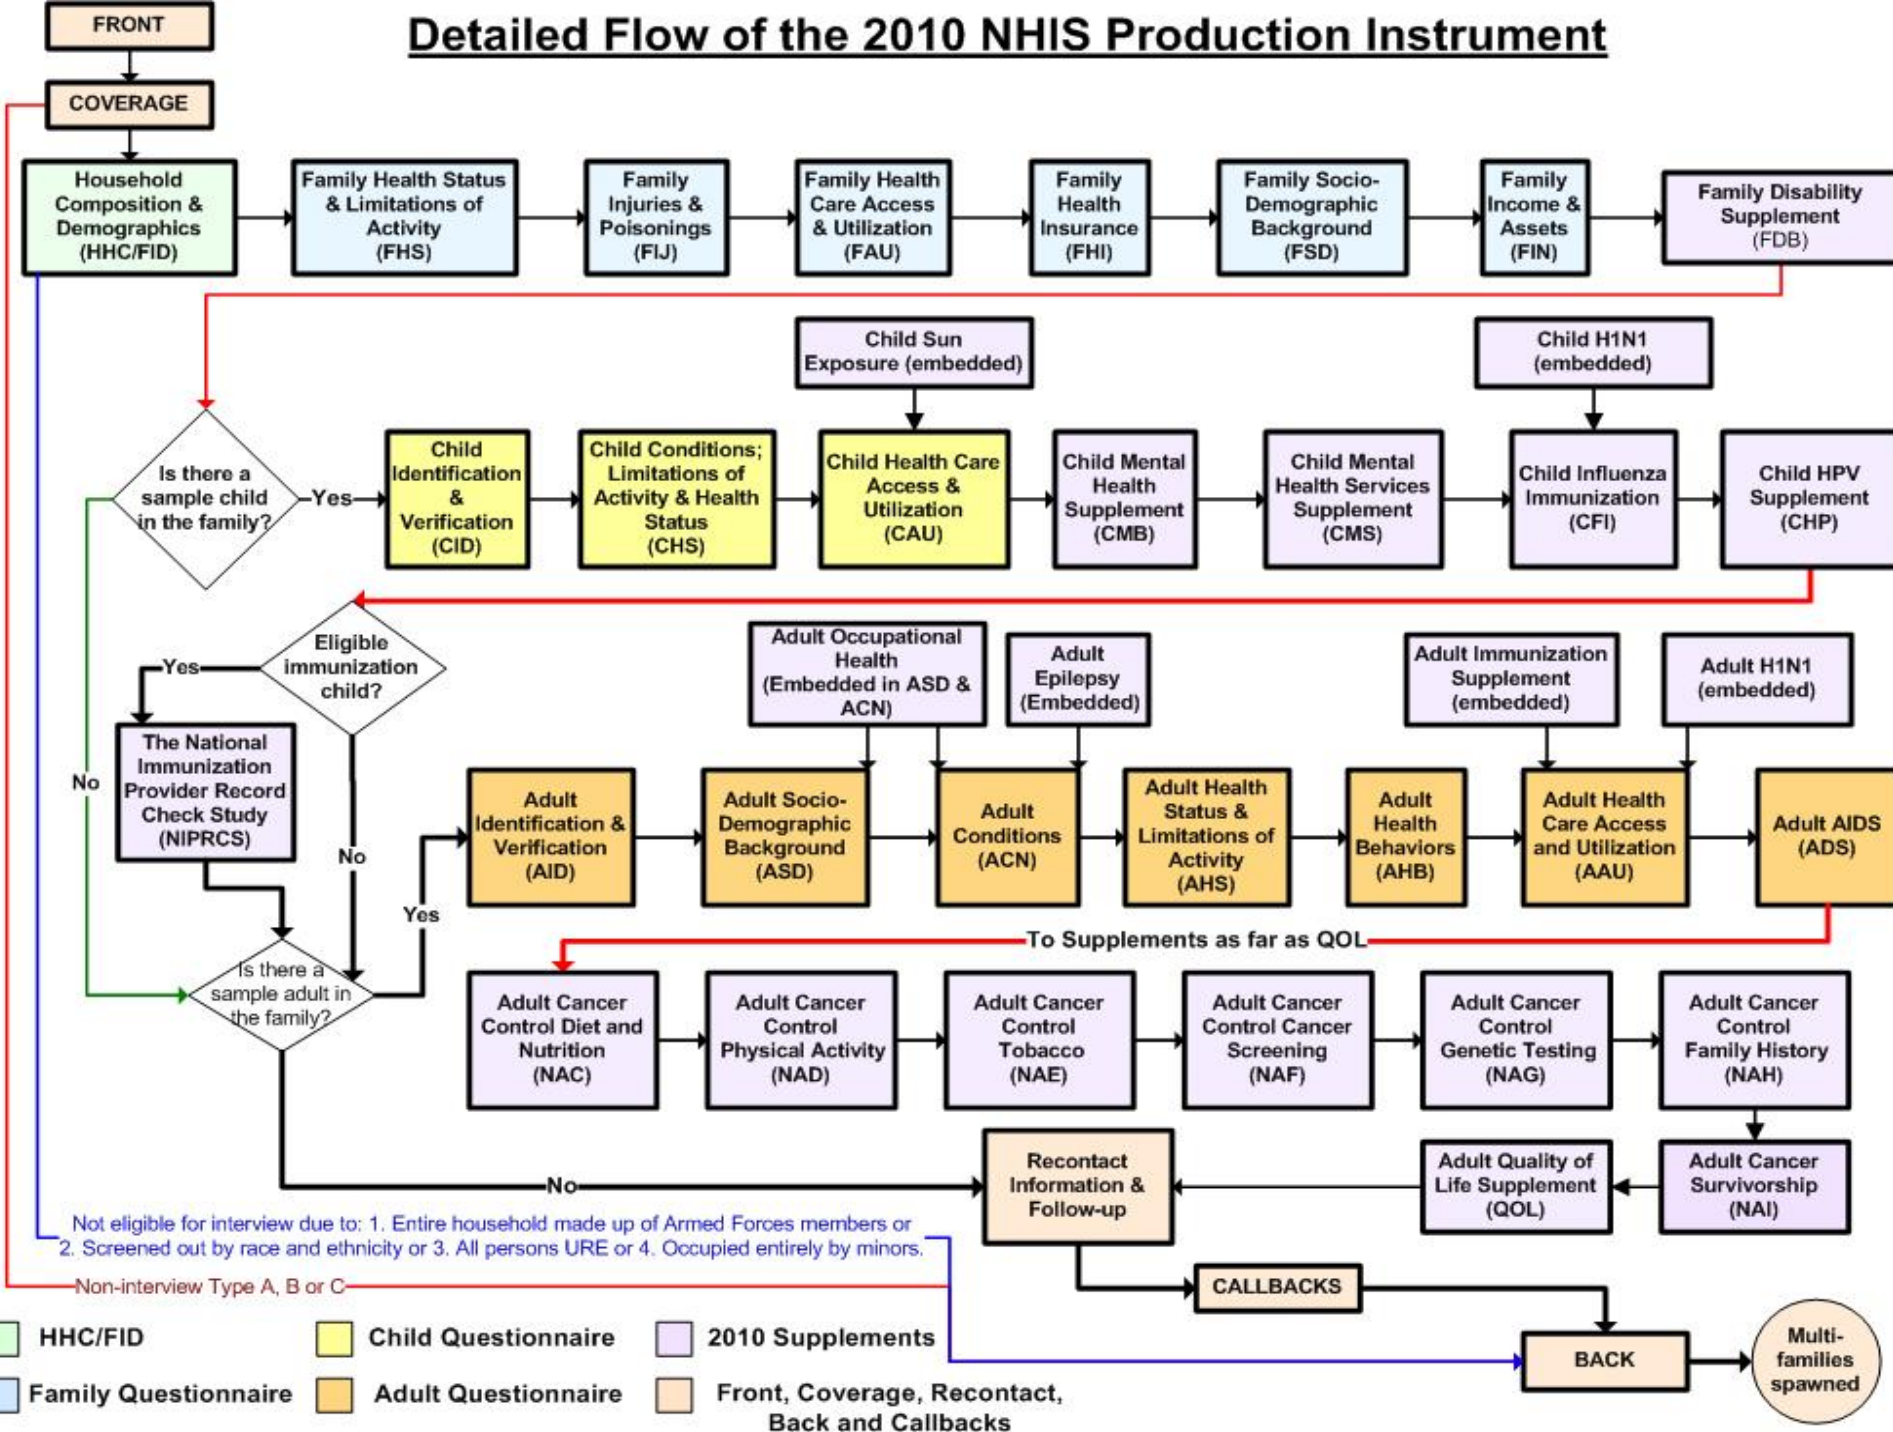 Detailed Flow of the 2010 NHIS Production Instrument
FRONT
COVERAGE
Household
Composition &
Demographics
(HHC/FID)
Family Health Status
& Limitations of
Activity
(FHS)
Family
Injuries &
Poisonings
(FIJ)
Family Health
Care Access
& Utilization
(FAU)
Family
Health
Insurance
(FHI)
Family Socio-
Demographic
Background
(FSD)
Family
Income &
Assets
(FIN)
Family Disability
Supplement
(FDB)
Child Sun
Exposure (embedded)
Child H1N1
(embedded)
Is there a
sample child
in the family?
Yes
Child
Identification
&
Verification
(CID)
Child Conditions;
Limitations of
Activity & Health
Status
(CHS)
Child Health Care
Access &
Utilization
(CAU)
Child Mental
Health
Supplement
(CMB)
Child Mental
Health Services
Supplement
(CMS)
Child Influenza
Immunization
(CFI)
Child HPV
Supplement
(CHP)
Eligible
immunization
child?
Yes
No
No
The National
Immunization
Provider Record
Check Study
(NIPRCS)
Adult Occupational
Health
(Embedded in ASD &
ACN)
Adult
Epilepsy
(Embedded)
Adult Immunization
Supplement
(embedded)
Adult H1N1
(embedded)
Adult
Identification &
Verification
(AID)
Adult Socio-
Demographic
Background
(ASD)
Adult
Conditions
(ACN)
Adult Health
Status &
Limitations of
Activity
(AHS)
Adult
Health
Behaviors
(AHB)
Adult Health
Care Access
and Utilization
(AAU)
Adult AIDS
(ADS)
Yes
Is there a
sample adult in
the family?
To Supplements as far as QOL
Adult Cancer
Control Diet and
Nutrition
(NAC)
Adult Cancer
Control
Physical Activity
(NAD)
Adult Cancer
Control
Tobacco
(NAE)
Adult Cancer
Control Cancer
Screening
(NAF)
Adult Cancer
Control
Genetic Testing
(NAG)
Adult Cancer
Control
Family History
(NAH)
No
Recontact
Information &
Follow-up
Adult Quality of
Life Supplement
(QOL)
Adult Cancer
Survivorship
(NAI)
Not eligible for interview due to: 1. Entire household made up of Armed Forces members or
2. Screened out by race and ethnicity or 3. All persons URE or 4. Occupied entirely by minors.
Non-interview Type A, B or C
CALLBACKS
BACK
Multi-
families
spawned
HHC/FID
Child Questionnaire
2010 Supplements
Family Questionnaire
Adult Questionnaire
Front, Coverage, Recontact,
Back and Callbacks